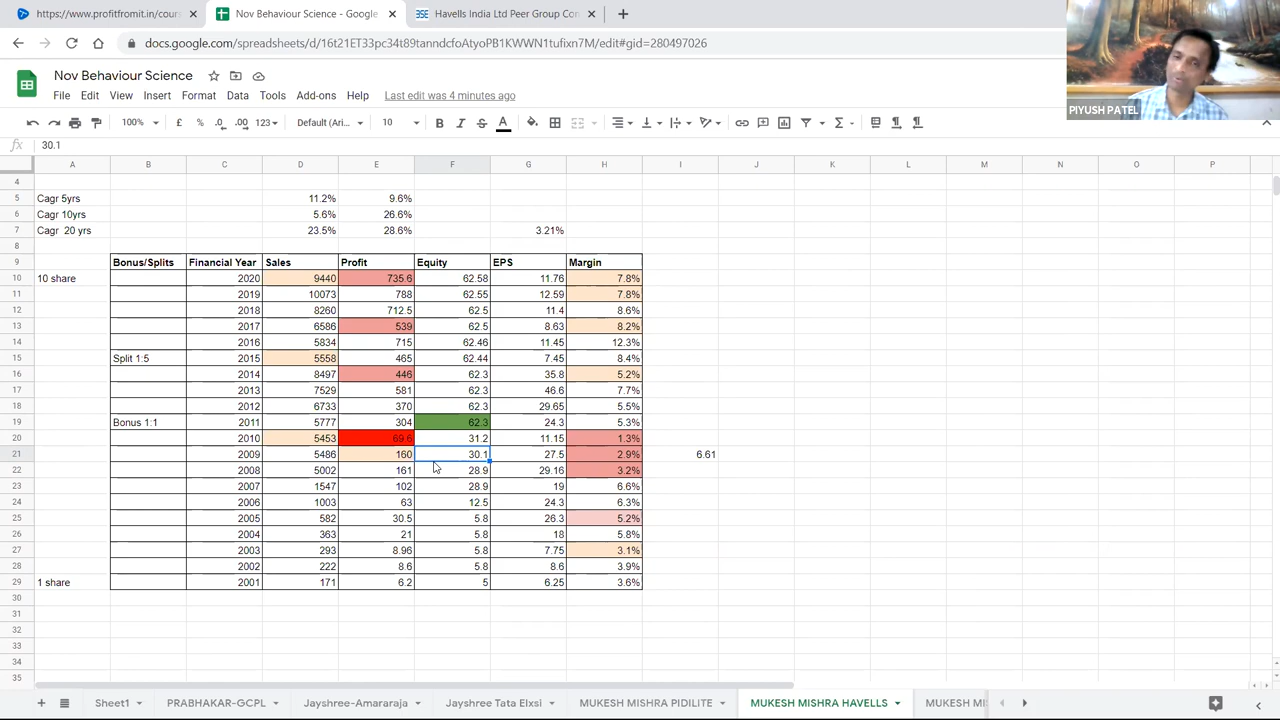 https://www.profitfromit.in/cour
Nov Behaviour Science - Google
Havells India Ltd Peer Group Con
docs.google.com/spreadsheets/d/16t21ET33pc34t89tanndcfoAtyoPB1KWWN1tufixn7M/edit#gid=280497026
Nov Behaviour Science
File Edit View Insert Format Data Tools Add-ons Help Last edit was 4 minutes ago
PIYUSH PATEL
100% £ % .0 .00 123 Default (Ari... 10 B I S A
fx 30.1
A B C D E F G H I J K L M N O P
4
5 Cagr 5yrs 11.2% 9.6%
6 Cagr 10yrs 5.6% 26.6%
7 Cagr 20 yrs 23.5% 28.6% 3.21%
8
9 Bonus/Splits Financial Year Sales Profit Equity EPS Margin
10 10 share 2020 9440 735.6 62.58 11.76 7.8%
11 2019 10073 788 62.55 12.59 7.8%
12 2018 8260 712.5 62.5 11.4 8.6%
13 2017 6586 539 62.5 8.63 8.2%
14 2016 5834 715 62.46 11.45 12.3%
15 Split 1:5 2015 5558 465 62.44 7.45 8.4%
16 2014 8497 446 62.3 35.8 5.2%
17 2013 7529 581 62.3 46.6 7.7%
18 2012 6733 370 62.3 29.65 5.5%
19 Bonus 1:1 2011 5777 304 62.3 24.3 5.3%
20 2010 5453 69.6 31.2 11.15 1.3%
21 2009 5486 160 30.1 27.5 2.9% 6.61
22 2008 5002 161 28.9 29.16 3.2%
23 2007 1547 102 28.9 19 6.6%
24 2006 1003 63 12.5 24.3 6.3%
25 2005 582 30.5 5.8 26.3 5.2%
26 2004 363 21 5.8 18 5.8%
27 2003 293 8.96 5.8 7.75 3.1%
28 2002 222 8.6 5.8 8.6 3.9%
29 1 share 2001 171 6.2 5 6.25 3.6%
30
31
32
33
34
35
Sheet1 PRABHAKAR-GCPL Jayshree-Amararaja Jayshree Tata Elxsi MUKESH MISHRA PIDILITE MUKESH MISHRA HAVELLS MUKESH MI